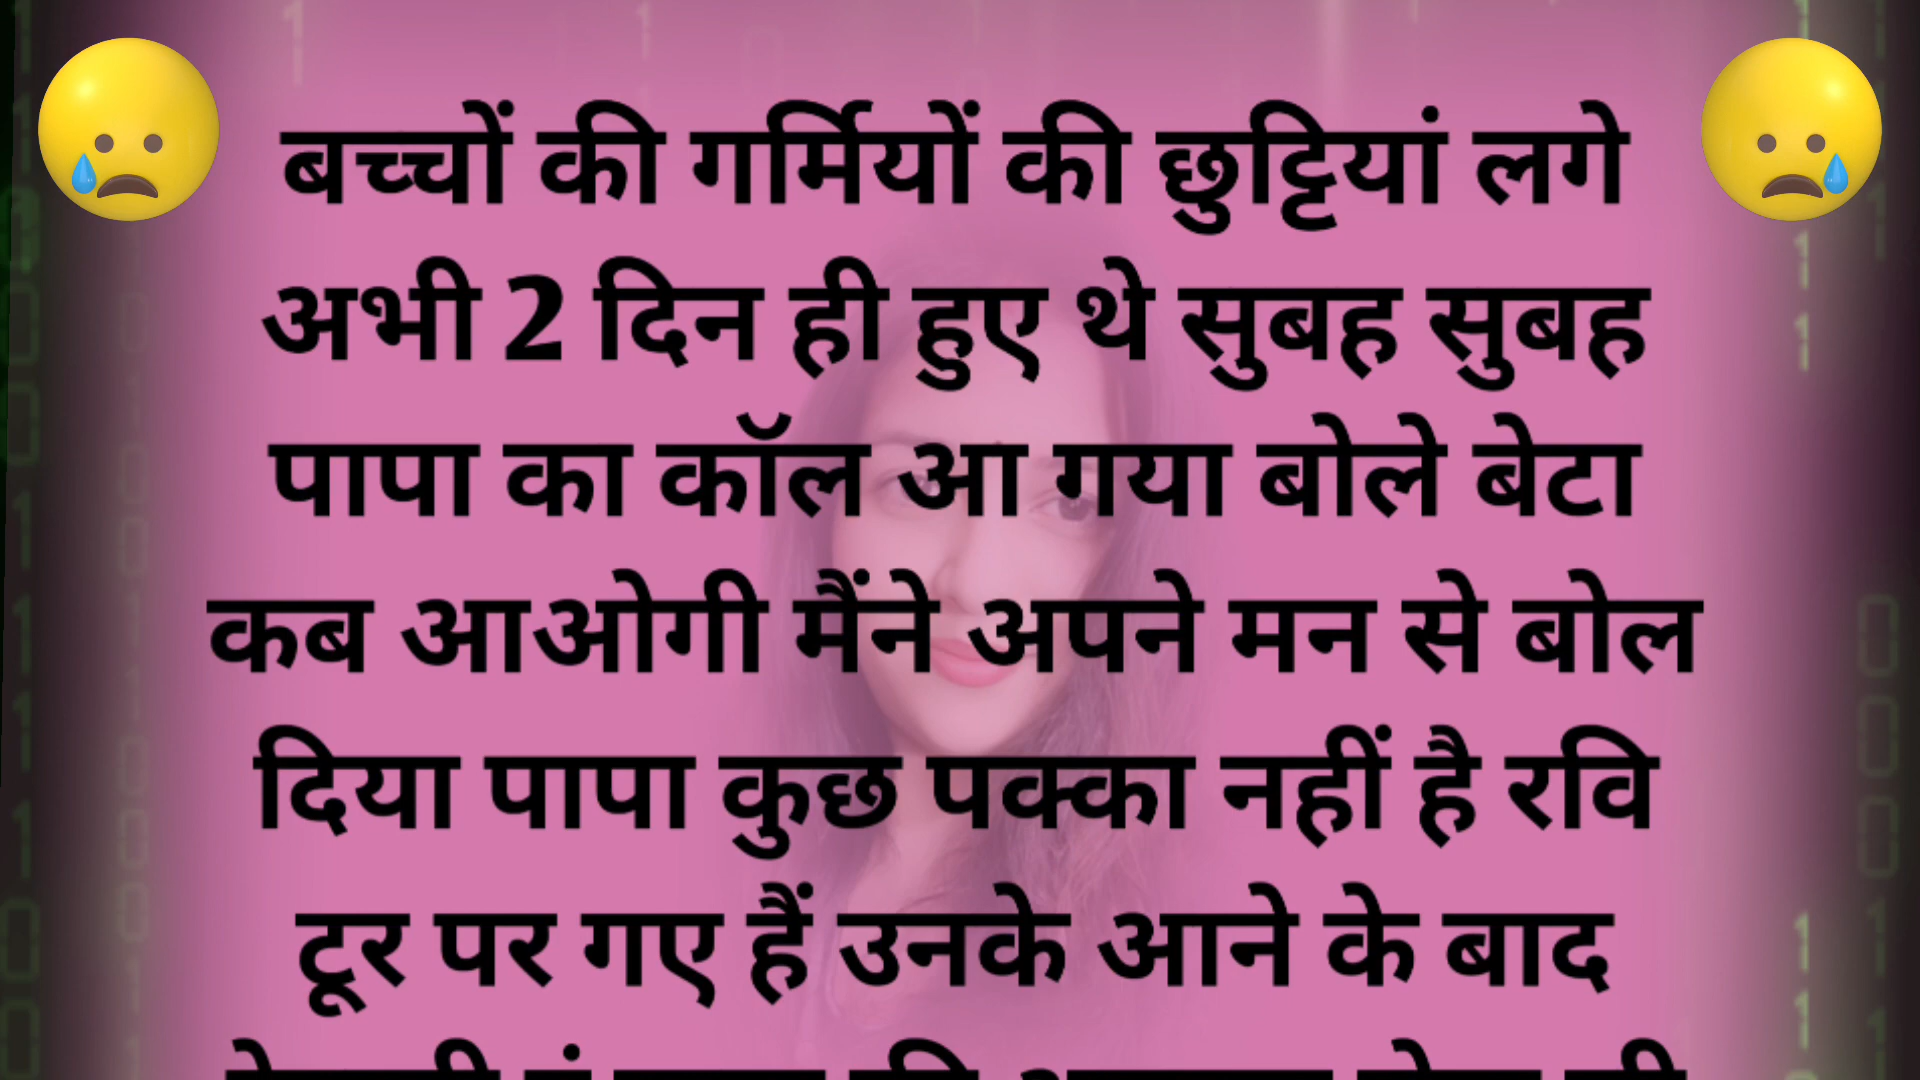 बच्चों की गर्मियों की छुट्टियां लगे
अभी 2 दिन ही हुए थे सुबह सुबह
पापा का कॉल आ गया बोले बेटा
कब आओगी मैंने अपने मन से बोल
दिया पापा कुछ पक्का नहीं है रवि
टूर पर गए हैं उनके आने के बाद